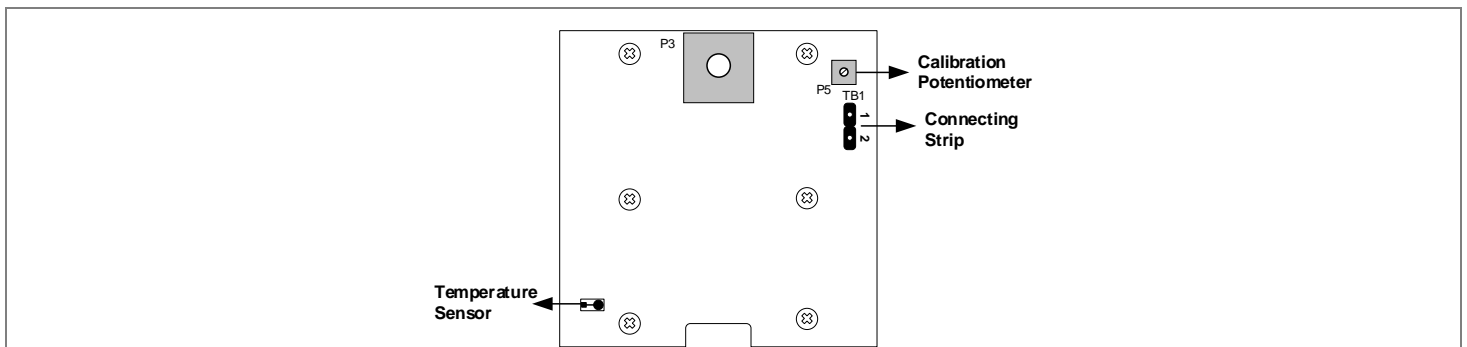 P3
Calibration
Potentiometer
P5 TB1
1
Connecting
Strip
2
Temperature
Sensor